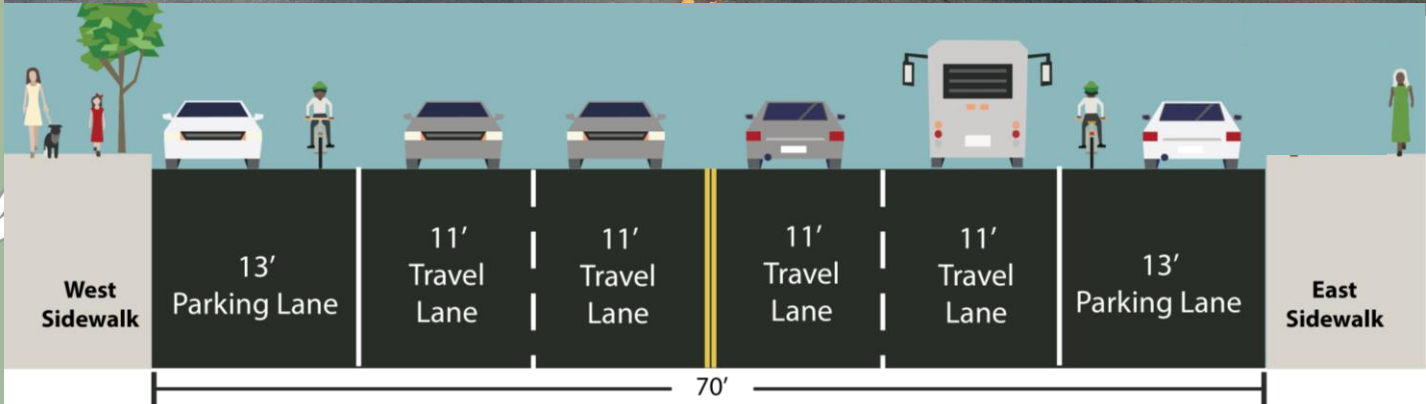 West
Sidewalk
13′
Parking Lane
11′
Travel
Lane
11′
Travel
Lane
11′
Travel
Lane
11′
Travel
Lane
13′
Parking Lane
East
Sidewalk
70′